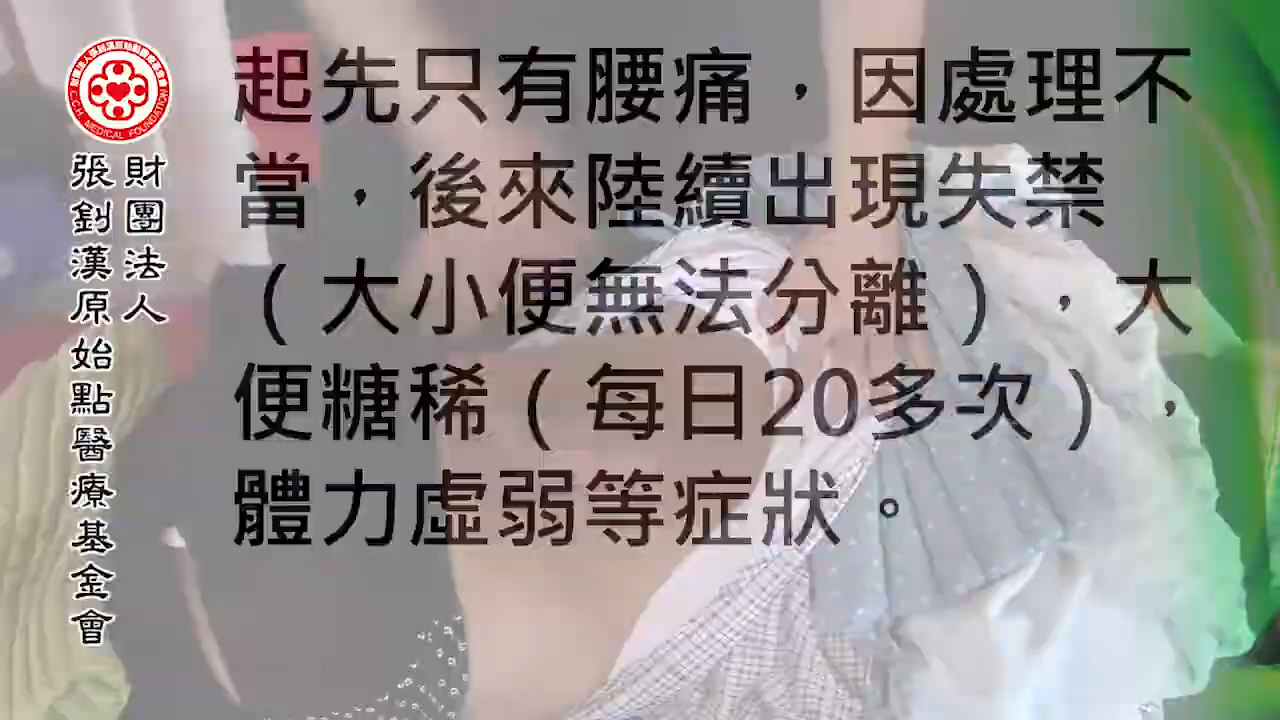 起先只有腰痛，因處理不
當，後來陸續出現失禁
（大小便無法分離），大
便糖稀（每日20多次），
體力虛弱等症狀。
財團法人
張釗漢原始點醫療基金會
C.C.H. MEDICAL FOUNDATION